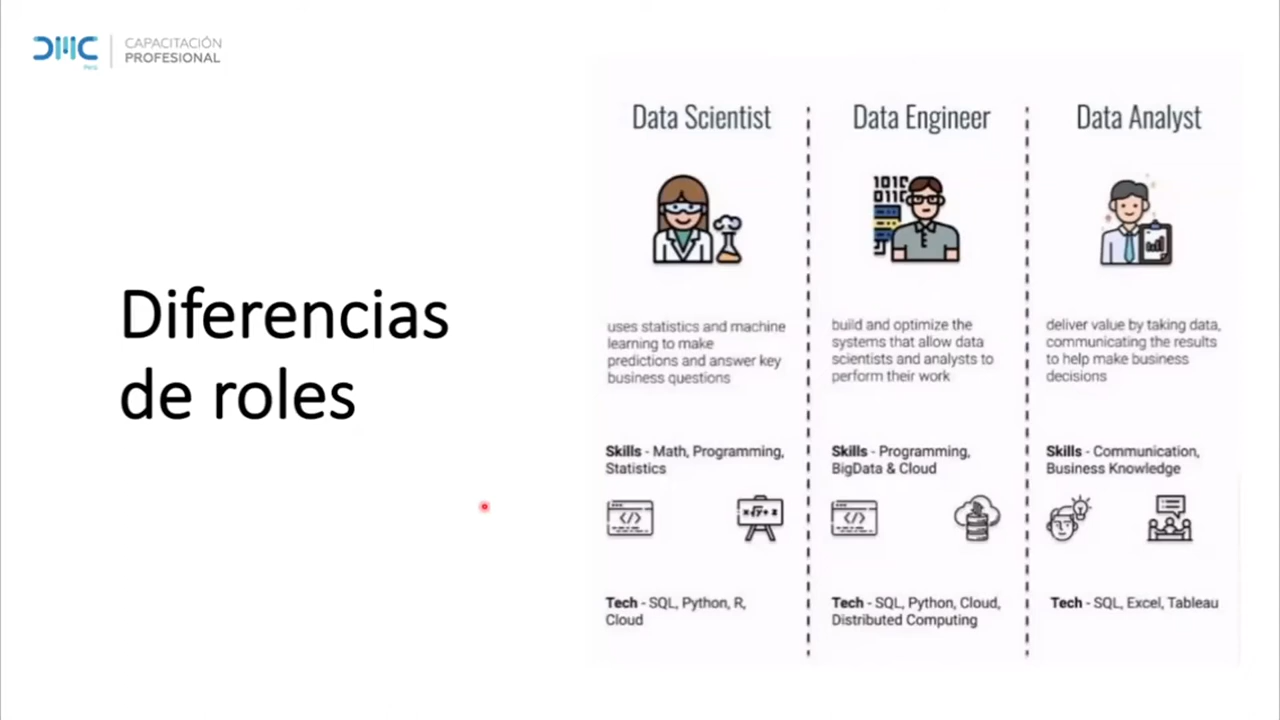 DMC
CAPACITACIÓN
PROFESIONAL
Perú
Diferencias
de roles
Data Scientist
uses statistics and machine
learning to make
predictions and answer key
business questions
Skills - Math, Programming,
Statistics
</>
Tech - SQL, Python, R,
Cloud
Data Engineer
101C
0110
build and optimize the
systems that allow data
scientists and analysts to
perform their work
Skills - Programming,
BigData & Cloud
</>
Tech - SQL, Python, Cloud,
Distributed Computing
Data Analyst
deliver value by taking data,
communicating the results
to help make business
decisions
Skills - Communication,
Business Knowledge
Tech - SQL, Excel, Tableau